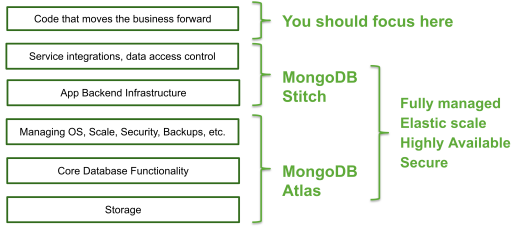 Code that moves the business forward
You should focus here
Service integrations, data access control
App Backend Infrastructure
MongoDB
Stitch
Managing OS, Scale, Security, Backups, etc.
Core Database Functionality
Storage
MongoDB
Atlas
Fully managed
Elastic scale
Highly Available
Secure